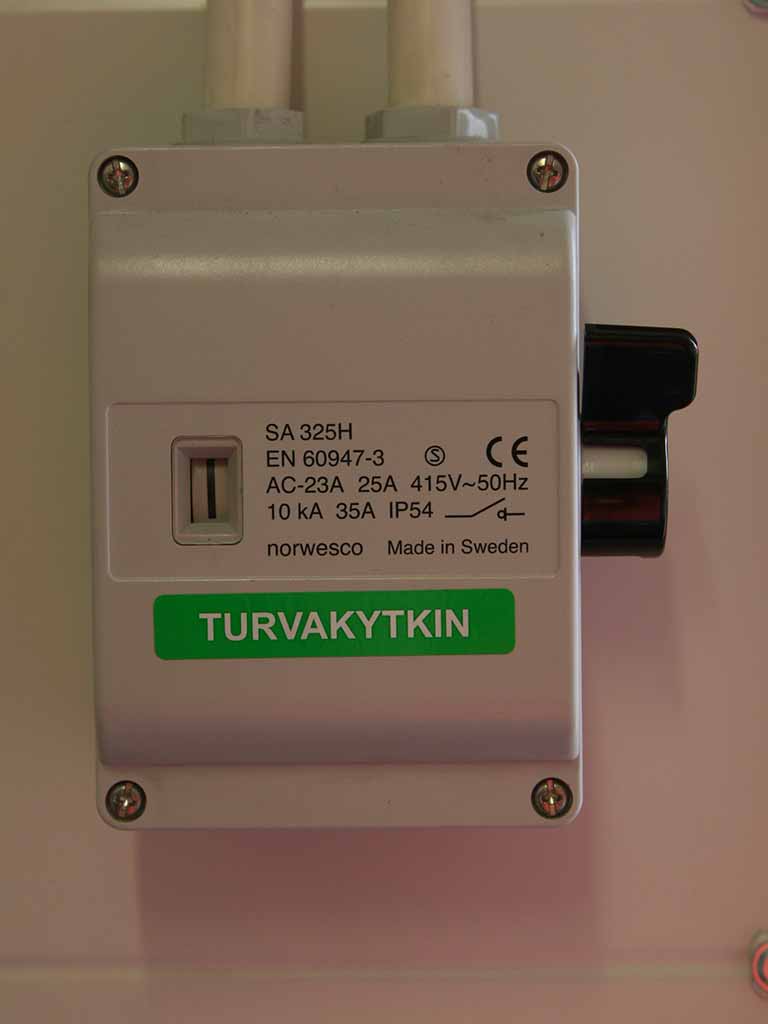 SA 325H
EN 60947-3 Ⓢ CE
AC-23A 25A 415V~50Hz
10 kA 35A IP54
norwesco Made in Sweden
I
TURVAKYTKIN